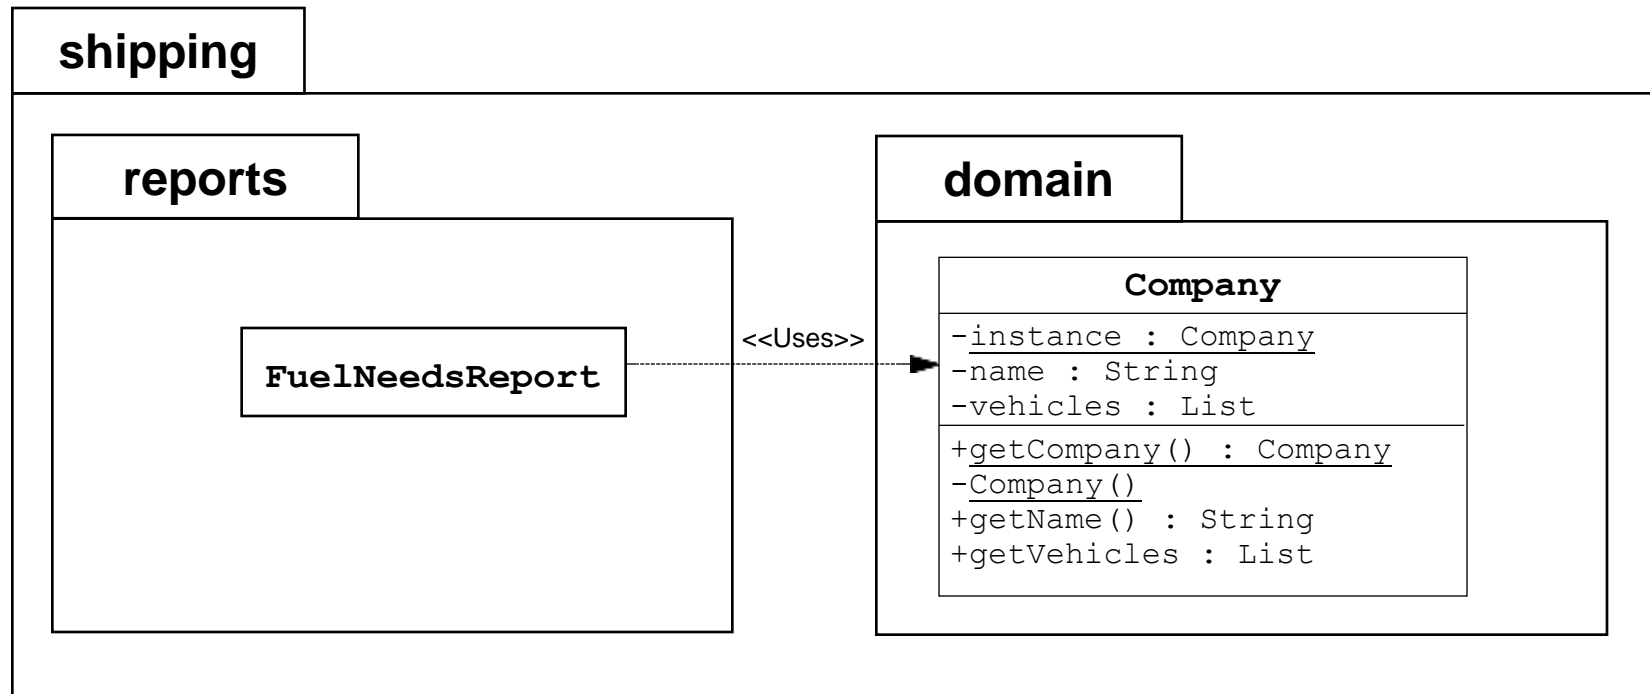 shipping
reports
domain
Company
-instance : Company
-name : String
-vehicles : List
<<Uses>>
FuelNeedsReport
+getCompany() : Company
-Company()
+getName() : String
+getVehicles : List